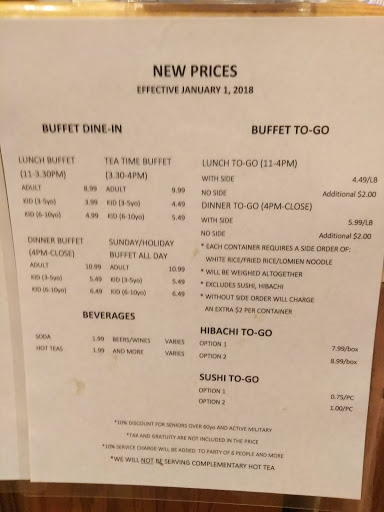 NEW PRICES
EFFECTIVE JANUARY 1, 2018
BUFFET DINE-IN
LUNCH BUFFET
(11-3.30PM)
ADULT 8.99
KID (3-5yo) 3.99
KID (6-10yo) 4.99
TEA TIME BUFFET
(3.30-4PM)
ADULT 9.99
KID (3-5yo) 4.49
KID (6-10yo) 5.49
DINNER BUFFET
(4PM-CLOSE)
ADULT 10.99
KID (3-5yo) 5.49
KID (6-10yo) 6.49
SUNDAY/HOLIDAY
BUFFET ALL DAY
ADULT 10.99
KID (3-5yo) 5.49
KID (6-10yo) 6.49
BEVERAGES
SODA 1.99 BEERS/WINES VARIES
HOT TEAS 1.99 AND MORE VARIES
BUFFET TO-GO
LUNCH TO-GO (11-4PM)
WITH SIDE 4.49/LB
NO SIDE Additional $2.00
DINNER TO-GO (4PM-CLOSE)
WITH SIDE 5.99/LB
NO SIDE Additional $2.00
* EACH CONTAINER REQUIRES A SIDE ORDER OF:
WHITE RICE/FRIED RICE/LOMIEN NOODLE
* WILL BE WEIGHED ALTOGETHER
* EXCLUDES SUSHI, HIBACHI
* WITHOUT SIDE ORDER WILL CHARGE
AN EXTRA $2 PER CONTAINER
HIBACHI TO-GO
OPTION 1 7.99/box
OPTION 2 8.99/box
SUSHI TO-GO
OPTION 1 0.75/PC
OPTION 2 1.00/PC
*10% DISCOUNT FOR SENIORS OVER 60yo AND ACTIVE MILITARY
*TAX AND GRATUITY ARE NOT INCLUDED IN THE PRICE
*10% SERVICE CHARGE WILL BE ADDED TO PARTY OF 6 PEOPLE AND MORE
*WE WILL NOT BE SERVING COMPLEMENTARY HOT TEA